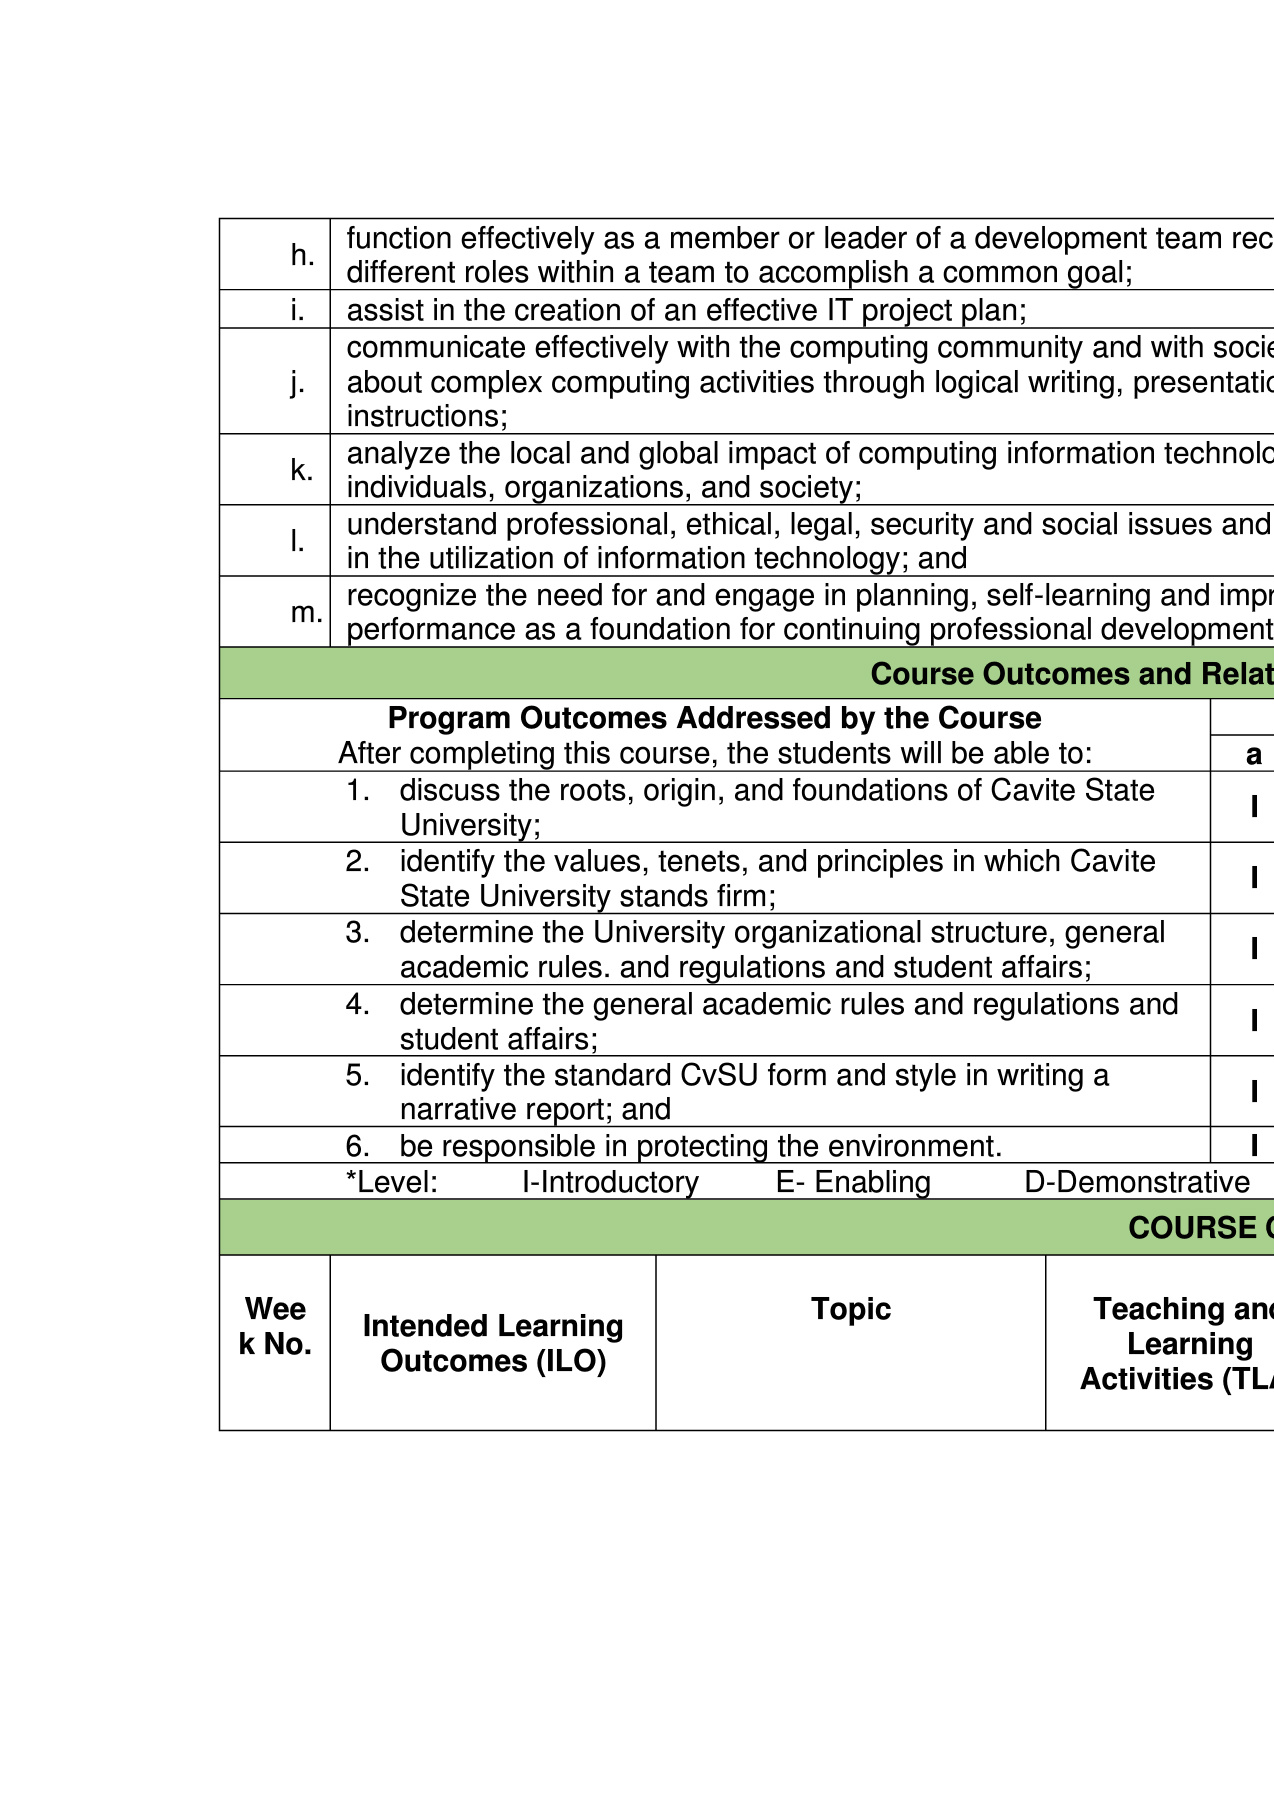 h. function effectively as a member or leader of a development team rec
different roles within a team to accomplish a common goal;
i. assist in the creation of an effective IT project plan;
communicate effectively with the computing community and with socie
j. about complex computing activities through logical writing, presentatio
instructions;
k. analyze the local and global impact of computing information technolo
individuals, organizations, and society;
l. understand professional, ethical, legal, security and social issues and
in the utilization of information technology; and
m. recognize the need for and engage in planning, self-learning and impr
performance as a foundation for continuing professional development
Course Outcomes and Relat
Program Outcomes Addressed by the Course
After completing this course, the students will be able to: a
1. discuss the roots, origin, and foundations of Cavite State
University; I
2. identify the values, tenets, and principles in which Cavite
State University stands firm; I
3. determine the University organizational structure, general
academic rules. and regulations and student affairs; I
4. determine the general academic rules and regulations and
student affairs; I
5. identify the standard CvSU form and style in writing a
narrative report; and I
6. be responsible in protecting the environment. I
*Level: I-Introductory E- Enabling D-Demonstrative
COURSE C
Wee
k No.
Intended Learning
Outcomes (ILO)
Topic
Teaching and
Learning
Activities (TLA